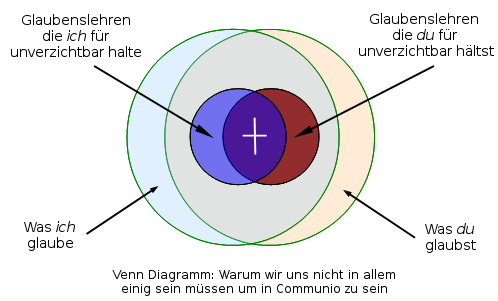 Glaubenslehren
die ich für
unverzichtbar halte
Glaubenslehren
die du für
unverzichtbar hältst
Was ich
glaube
Was du
glaubst
Venn Diagramm: Warum wir uns nicht in allem
einig sein müssen um in Communio zu sein